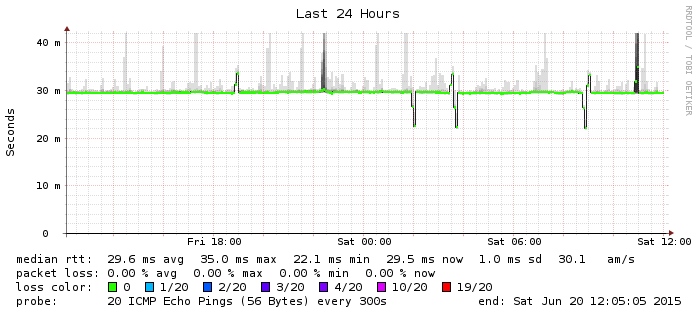 Last 24 Hours
RRDTOOL / TOBI OETIKER
Seconds
40 m
30 m
20 m
10 m
0
Fri 18:00 Sat 00:00 Sat 06:00 Sat 12:00
median rtt: 29.6 ms avg 35.0 ms max 22.1 ms min 29.5 ms now 1.0 ms sd 30.1 am/s
packet loss: 0.00 % avg 0.00 % max 0.00 % min 0.00 % now
loss color: 0 1/20 2/20 3/20 4/20 10/20 19/20
probe: 20 ICMP Echo Pings (56 Bytes) every 300s end: Sat Jun 20 12:05:05 2015